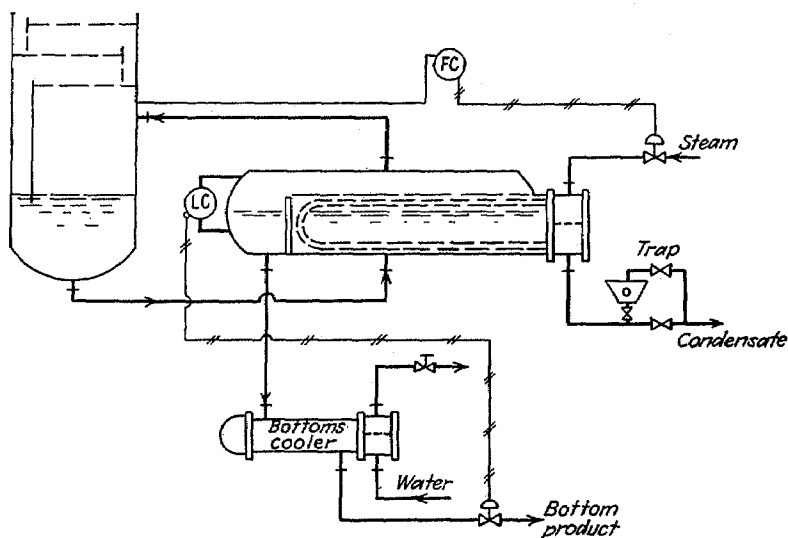 FC
Steam
LC
Trap
Condensate
Bottoms
cooler
Water
Bottom
product